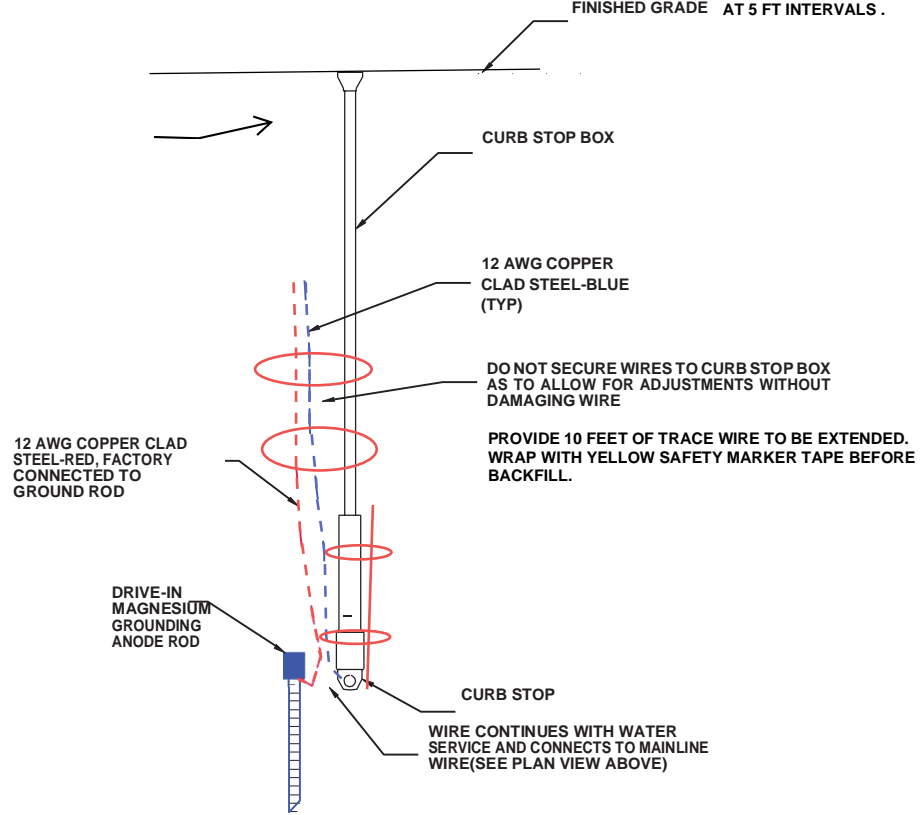 FINISHED GRADE AT 5 FT INTERVALS .
CURB STOP BOX
12 AWG COPPER
CLAD STEEL-BLUE
(TYP)
DO NOT SECURE WIRES TO CURB STOP BOX
AS TO ALLOW FOR ADJUSTMENTS WITHOUT
DAMAGING WIRE
PROVIDE 10 FEET OF TRACE WIRE TO BE EXTENDED.
WRAP WITH YELLOW SAFETY MARKER TAPE BEFORE
BACKFILL.
12 AWG COPPER CLAD
STEEL-RED, FACTORY
CONNECTED TO
GROUND ROD
DRIVE-IN
MAGNESIUM
GROUNDING
ANODE ROD
CURB STOP
WIRE CONTINUES WITH WATER
SERVICE AND CONNECTS TO MAINLINE
WIRE(SEE PLAN VIEW ABOVE)